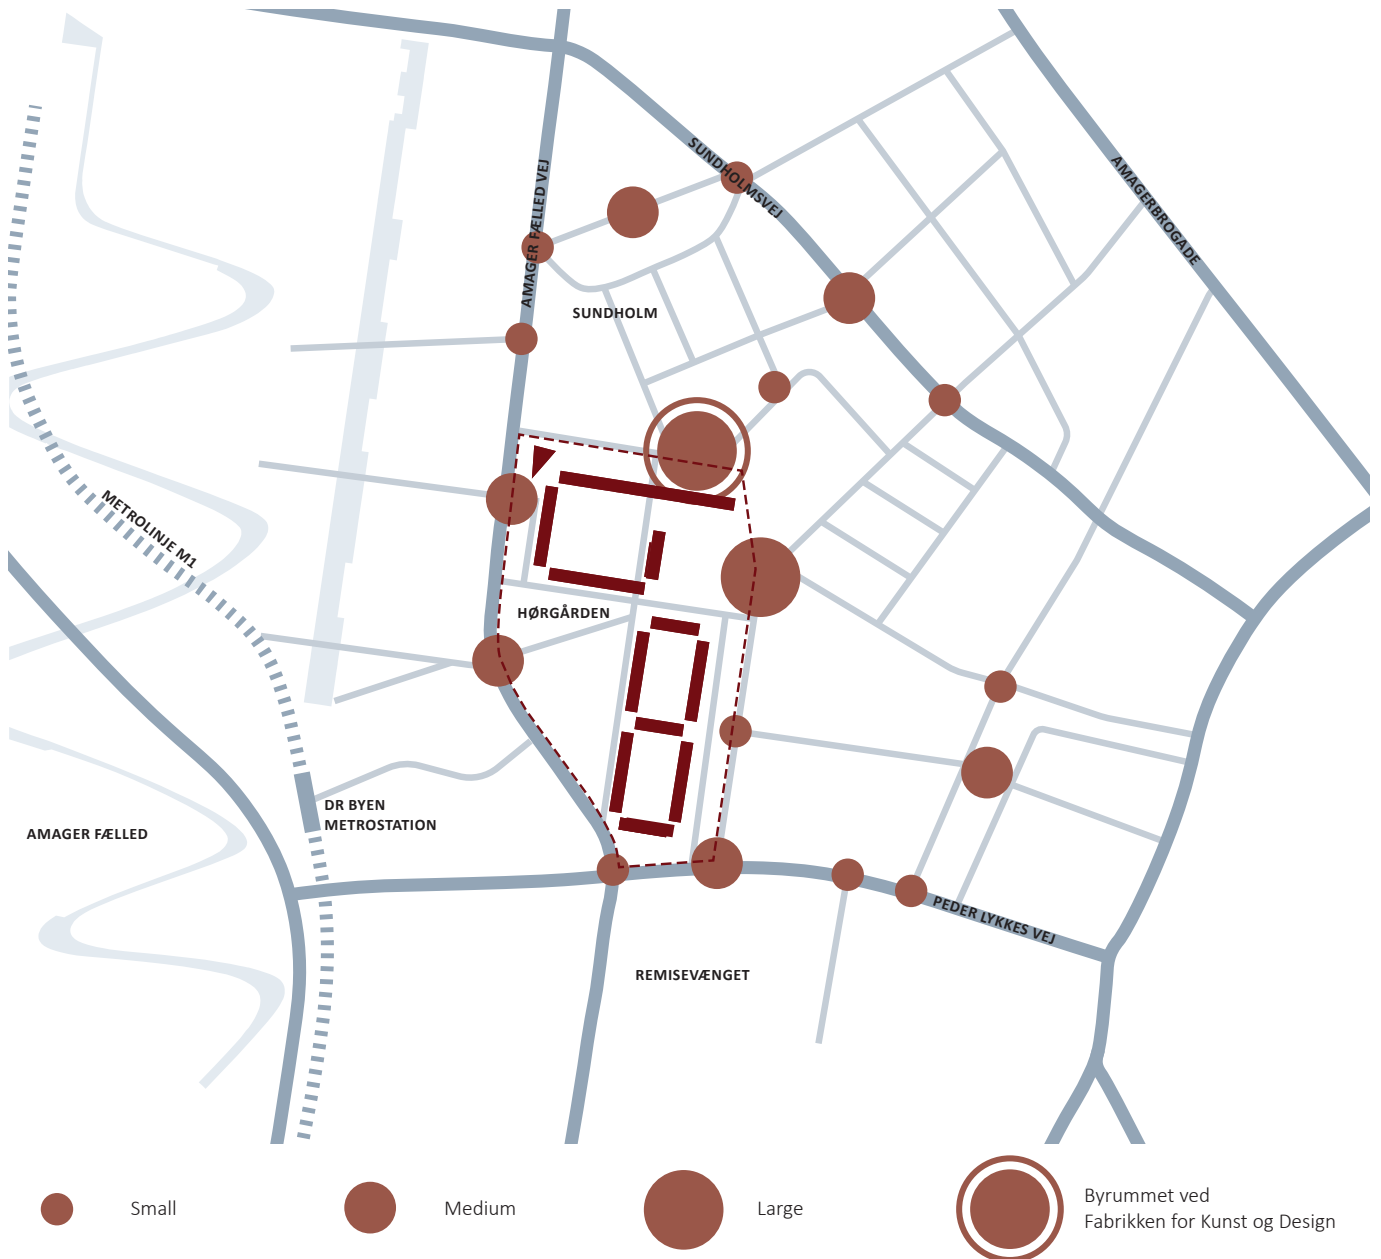 SUNDHOLMSVEJ
AMAGERBROGADE
AMAGER FÆLLED VEJ
SUNDHOLM
METROLINJE M1
HØRGÅRDEN
DR BYEN
METROSTATION
AMAGER FÆLLED
PEDER LYKKES VEJ
REMISEVÆNGET
Small
Medium
Large
Byrummet ved
Fabrikken for Kunst og Design